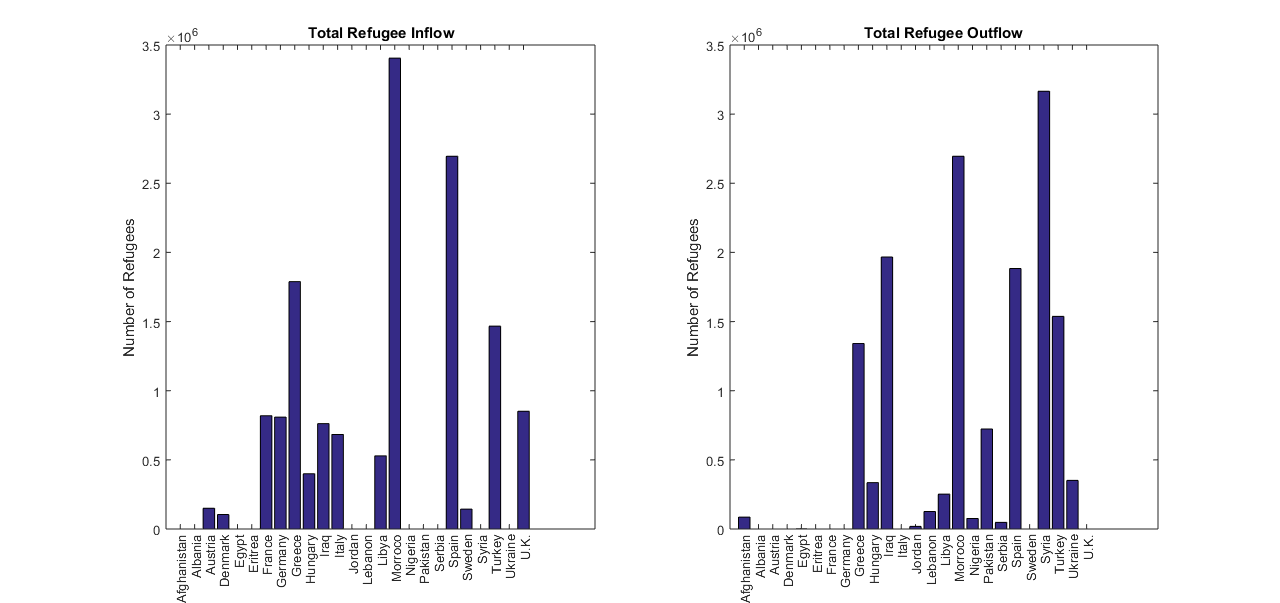 Total Refugee Inflow
×10^6
3.5
3
2.5
2
1.5
1
0.5
0
Number of Refugees
Afghanistan
Albania
Austria
Denmark
Egypt
Eritrea
France
Germany
Greece
Hungary
Iraq
Italy
Jordan
Lebanon
Libya
Morroco
Nigeria
Pakistan
Serbia
Spain
Sweden
Syria
Turkey
Ukraine
U.K.
Total Refugee Outflow
×10^6
3.5
3
2.5
2
1.5
1
0.5
0
Number of Refugees
Afghanistan
Albania
Austria
Denmark
Egypt
Eritrea
France
Germany
Greece
Hungary
Iraq
Italy
Jordan
Lebanon
Libya
Morroco
Nigeria
Pakistan
Serbia
Spain
Sweden
Syria
Turkey
Ukraine
U.K.